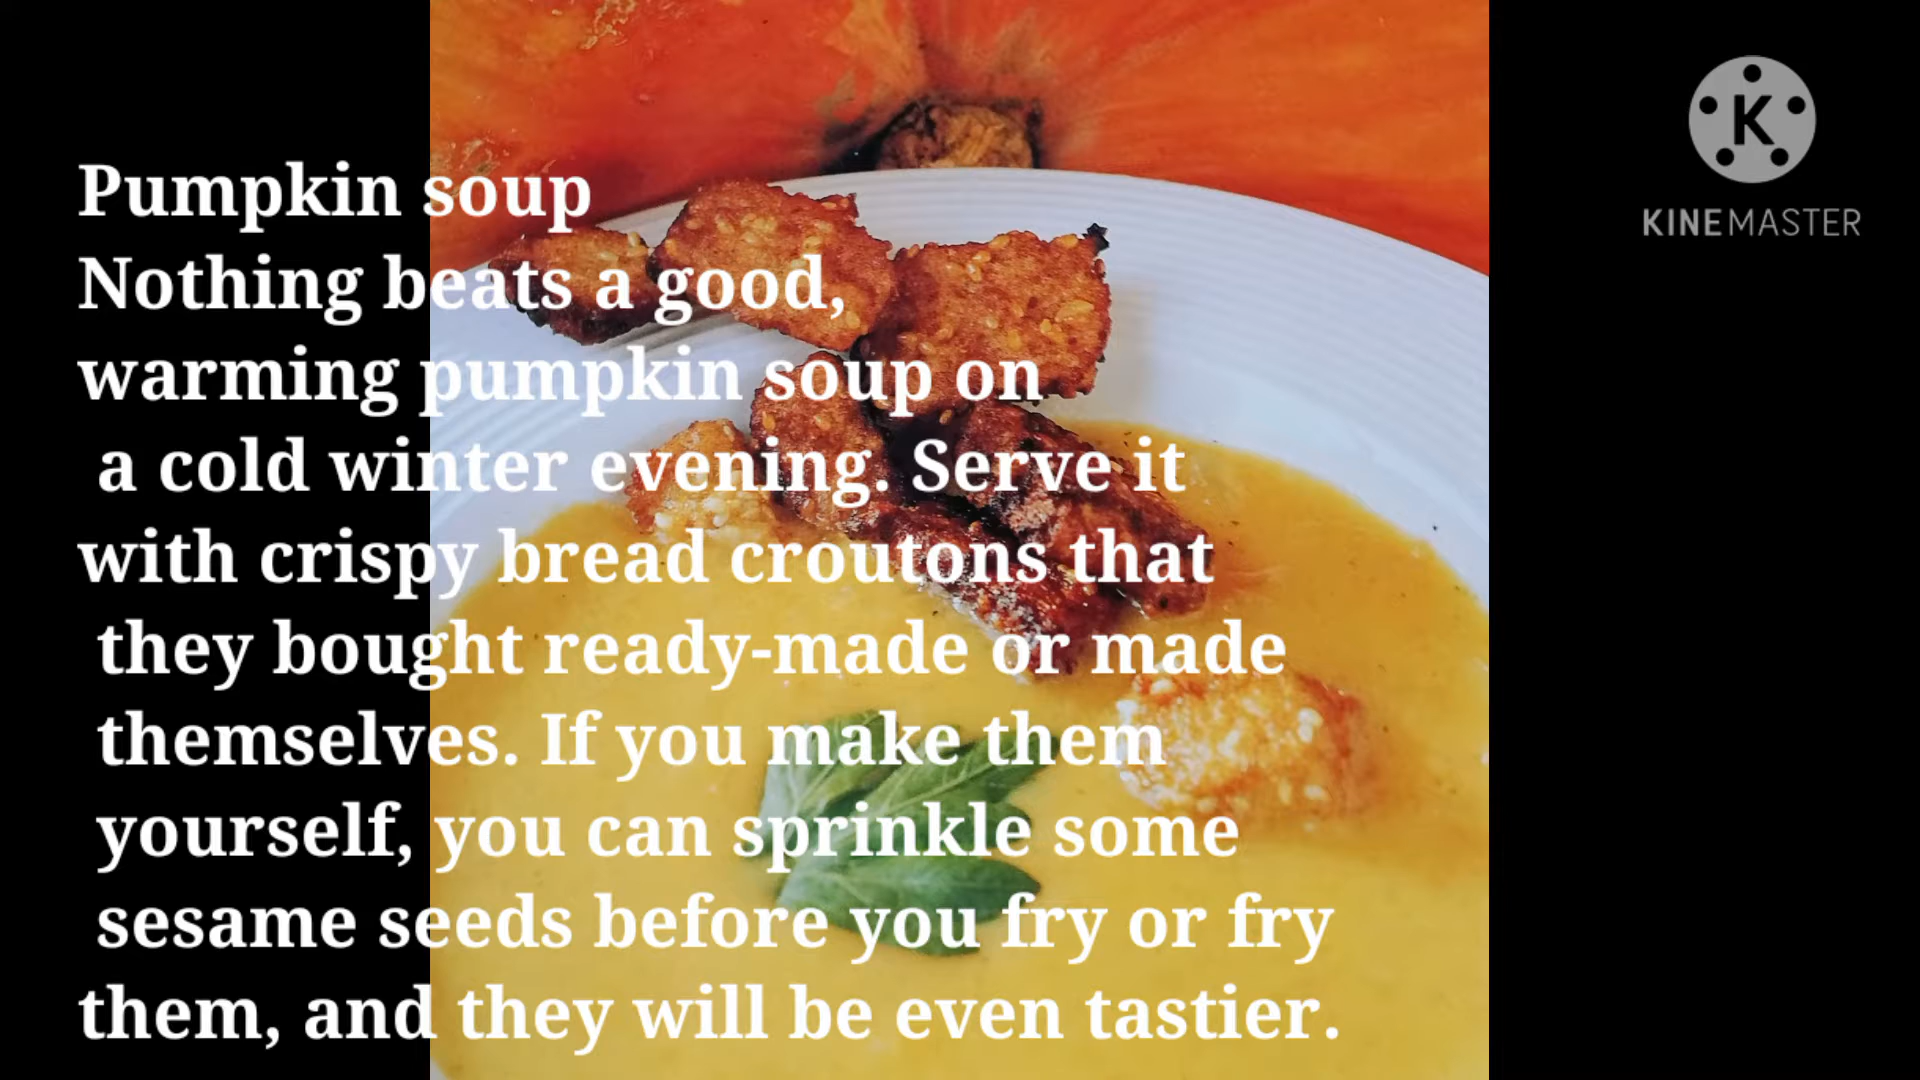 Pumpkin soup
Nothing beats a good,
warming pumpkin soup on
a cold winter evening. Serve it
with crispy bread croutons that
they bought ready-made or made
themselves. If you make them
yourself, you can sprinkle some
sesame seeds before you fry or fry
them, and they will be even tastier.
K
KINEMASTER